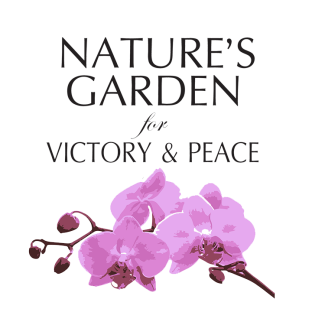 NATURE'S
GARDEN
for
VICTORY & PEACE